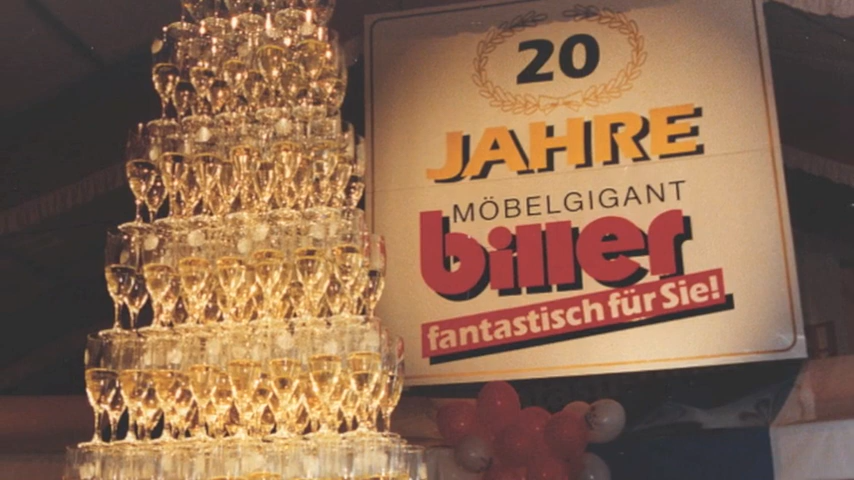 20
JAHRE
MÖBELGIGANT
biller
fantastisch für Sie!